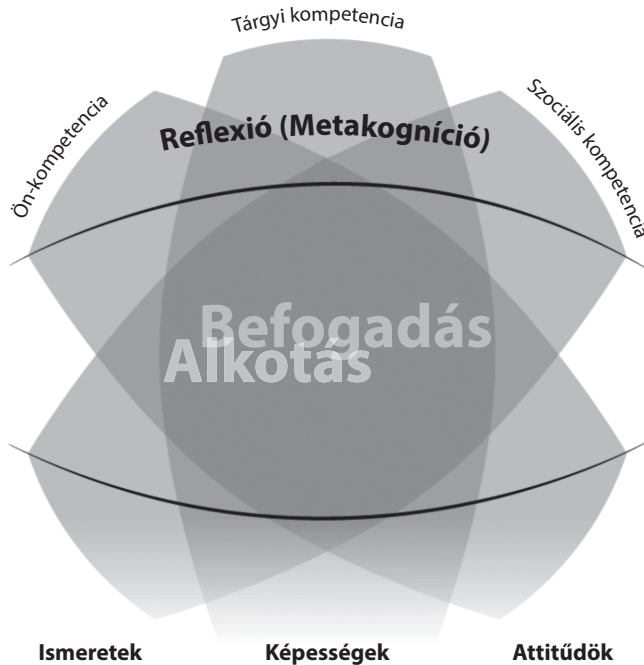 Tárgyi kompetencia
Ön-kompetencia
Szociális kompetencia
Reflexió (Metakogníció)
Befogadás
Alkotás
Ismeretek
Képességek
Attitűdök